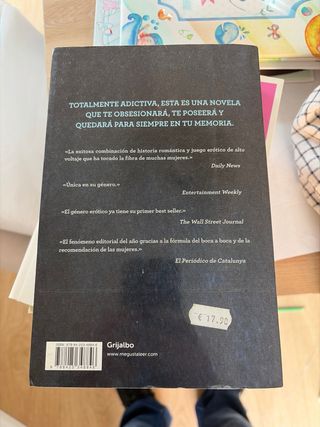 TOTALMENTE ADICTIVA, ESTA ES UNA NOVELA
QUE TE OBSESIONARÁ, TE POSEERÁ Y
QUEDARÁ PARA SIEMPRE EN TU MEMORIA.
«La exitosa combinación de historia romántica y juego erótico de alto
voltaje que ha tocado la fibra de muchas mujeres.»
Daily News
«Única en su género.»
Entertainment Weekly
«El género erótico ya tiene su primer best seller.»
The Wall Street Journal
«El fenómeno editorial del año gracias a la fórmula del boca a boca y de la
recomendación de las mujeres.»
El Periódico de Catalunya
€ 17.90
Grijalbo
www.megustaleer.com